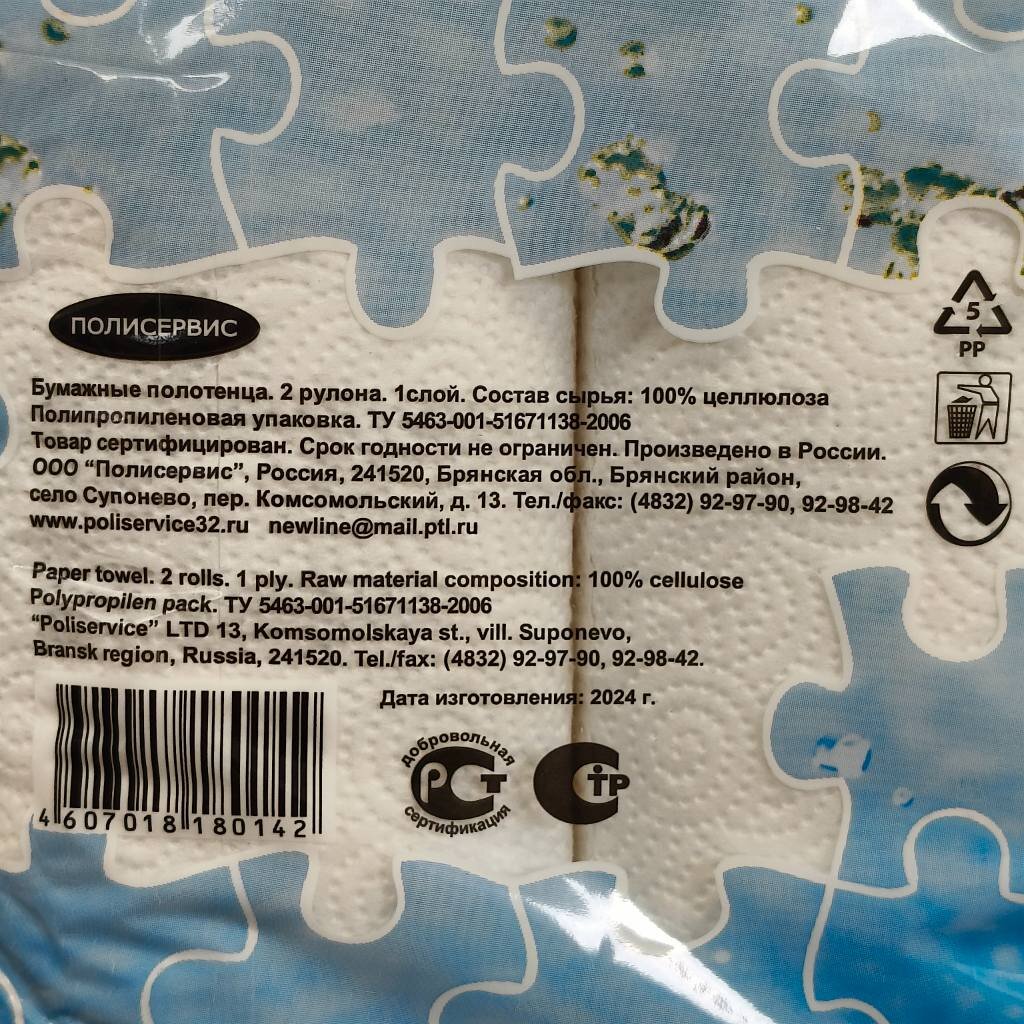 5
PP
ПОЛИСЕРВИС
Бумажные полотенца. 2 рулона. 1слой. Состав сырья: 100% целлюлоза
Полипропиленовая упаковка. ТУ 5463-001-51671138-2006
Товар сертифицирован. Срок годности не ограничен. Произведено в России.
ООО “Полисервис”, Россия, 241520, Брянская обл., Брянский район,
село Супонево, пер. Комсомольский, д. 13. Тел./факс: (4832) 92-97-90, 92-98-42
www.poliservice32.ru newline@mail.ptl.ru
Paper towel. 2 rolls. 1 ply. Raw material composition: 100% cellulose
Polypropilen pack. ТУ 5463-001-51671138-2006
“Poliservice” LTD 13, Komsomolskaya st., vill. Suponevo,
Bransk region, Russia, 241520. Tel./fax: (4832) 92-97-90, 92-98-42.
Дата изготовления: 2024 г.
добровольная
РСТ
сертификация
СТР
4 607018 180142